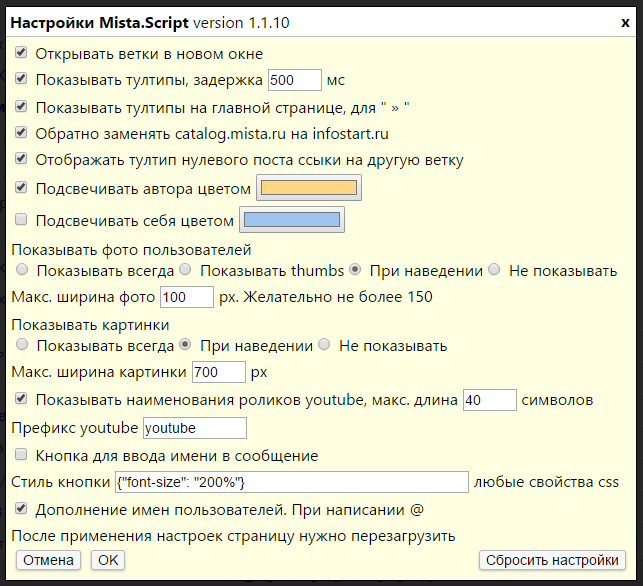 Настройки Mista.Script version 1.1.10 x
Открывать ветки в новом окне
Показывать тултипы, задержка 500 мс
Показывать тултипы на главной странице, для " » "
Обратно заменять catalog.mista.ru на infostart.ru
Отображать тултип нулевого поста ссыки на другую ветку
Подсвечивать автора цветом
Подсвечивать себя цветом
Показывать фото пользователей
Показывать всегда Показывать thumbs При наведении Не показывать
Макс. ширина фото 100 px. Желательно не более 150
Показывать картинки
Показывать всегда При наведении Не показывать
Макс. ширина картинки 700 px
Показывать наименования роликов youtube, макс. длина 40 символов
Префикс youtube youtube
Кнопка для ввода имени в сообщение
Стиль кнопки {"font-size": "200%"} любые свойства css
Дополнение имен пользователей. При написании @
После применения настроек страницу нужно перезагрузить
Отмена OK Сбросить настройки